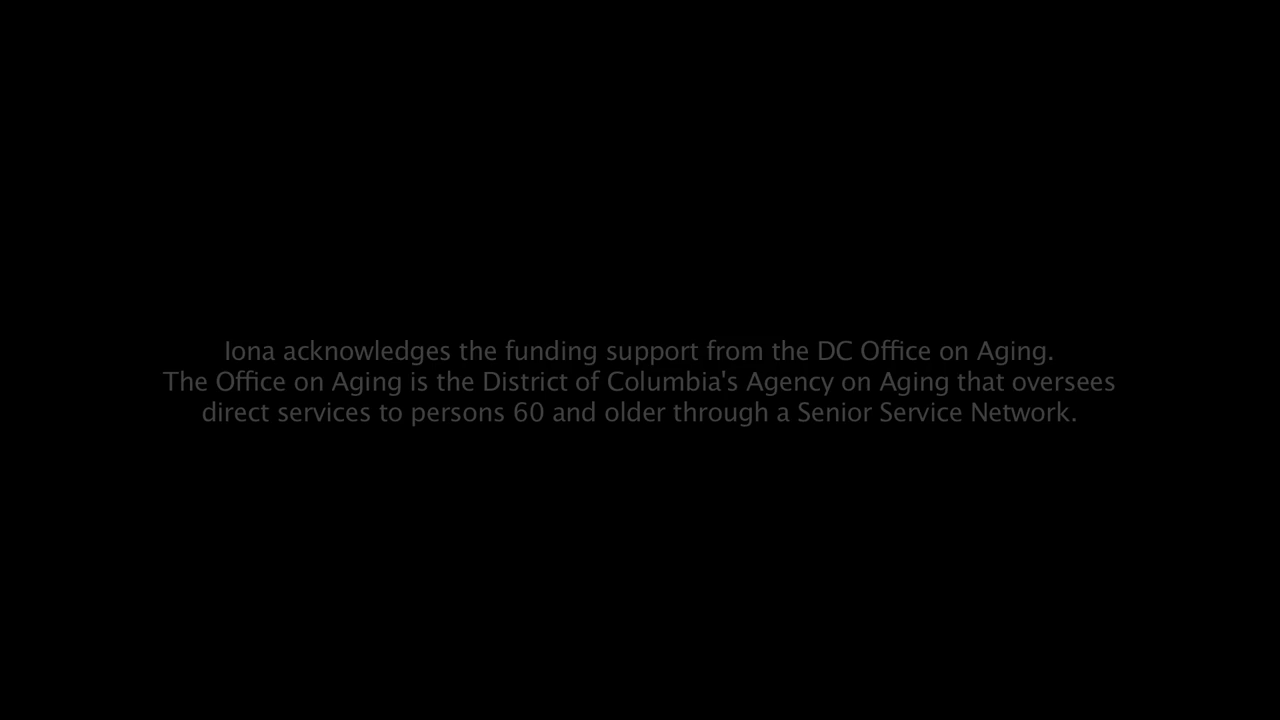 Iona acknowledges the funding support from the DC Office on Aging.
The Office on Aging is the District of Columbia's Agency on Aging that oversees
direct services to persons 60 and older through a Senior Service Network.